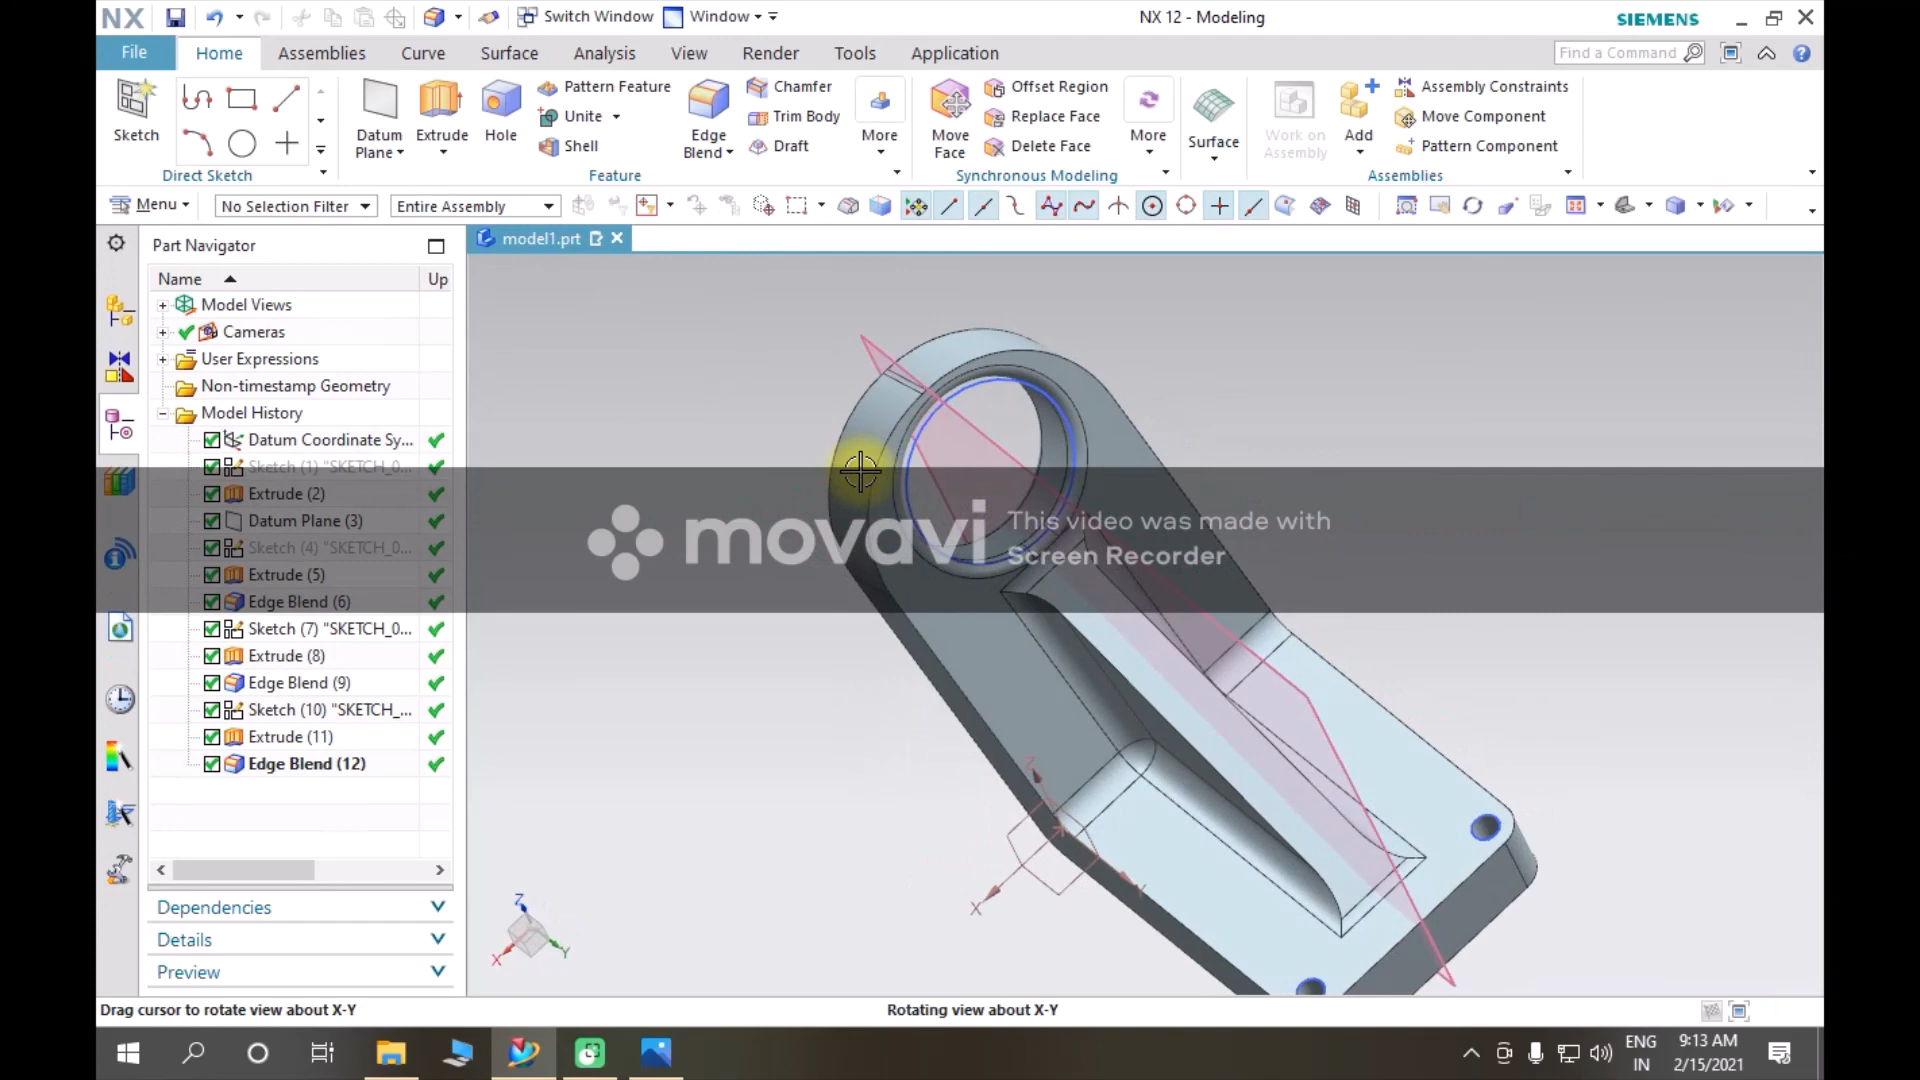 NX
Switch Window
Window
NX 12 - Modeling
SIEMENS
File
Home
Assemblies
Curve
Surface
Analysis
View
Render
Tools
Application
Find a Command
Sketch
Direct Sketch
Datum
Plane
Extrude
Hole
Pattern Feature
Unite
Shell
Edge
Blend
Chamfer
Trim Body
Draft
More
Feature
Move
Face
Offset Region
Replace Face
Delete Face
More
Synchronous Modeling
Surface
Work on
Assembly
Add
Assembly Constraints
Move Component
Pattern Component
Assemblies
Menu
No Selection Filter
Entire Assembly
Part Navigator
model1.prt
Name
Up
Model Views
Cameras
User Expressions
Non-timestamp Geometry
Model History
Datum Coordinate Sy...
Sketch (1) "SKETCH_0...
Extrude (2)
Datum Plane (3)
Sketch (4) "SKETCH_0...
Extrude (5)
Edge Blend (6)
Sketch (7) "SKETCH_0...
Extrude (8)
Edge Blend (9)
Sketch (10) "SKETCH_...
Extrude (11)
Edge Blend (12)
movavi
This video was made with
Screen Recorder
Z
Y
X
Z
Y
X
Dependencies
Details
Preview
Drag cursor to rotate view about X-Y
Rotating view about X-Y
ENG
IN
9:13 AM
2/15/2021